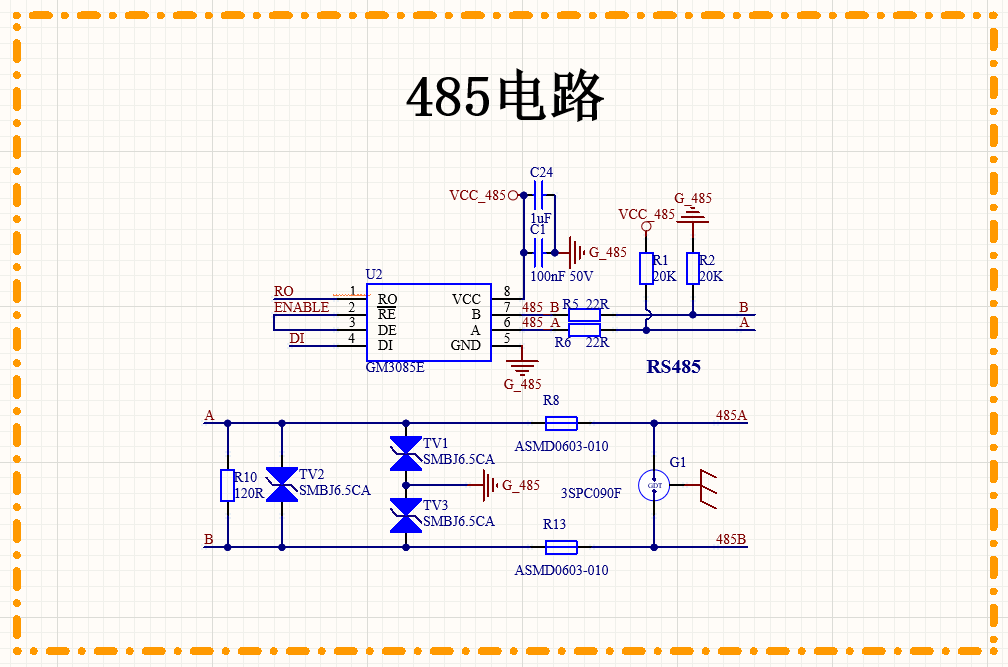 485电路
C24
VCC_485
1uF
C1
G_485
100nF 50V
G_485
VCC_485
R1
20K
R2
20K
U2
RO
ENABLE
DI
1
2
3
4
RO
RE
DE
DI
VCC
B
A
GND
8
7
6
5
485_B
485_A
R5 22R
R6 22R
B
A
GM3085E
G_485
RS485
A
R8
485A
ASMD0603-010
R10
120R
TV2
SMBJ6.5CA
TV1
SMBJ6.5CA
G_485
TV3
SMBJ6.5CA
G1
GDT
3SPC090F
B
R13
485B
ASMD0603-010